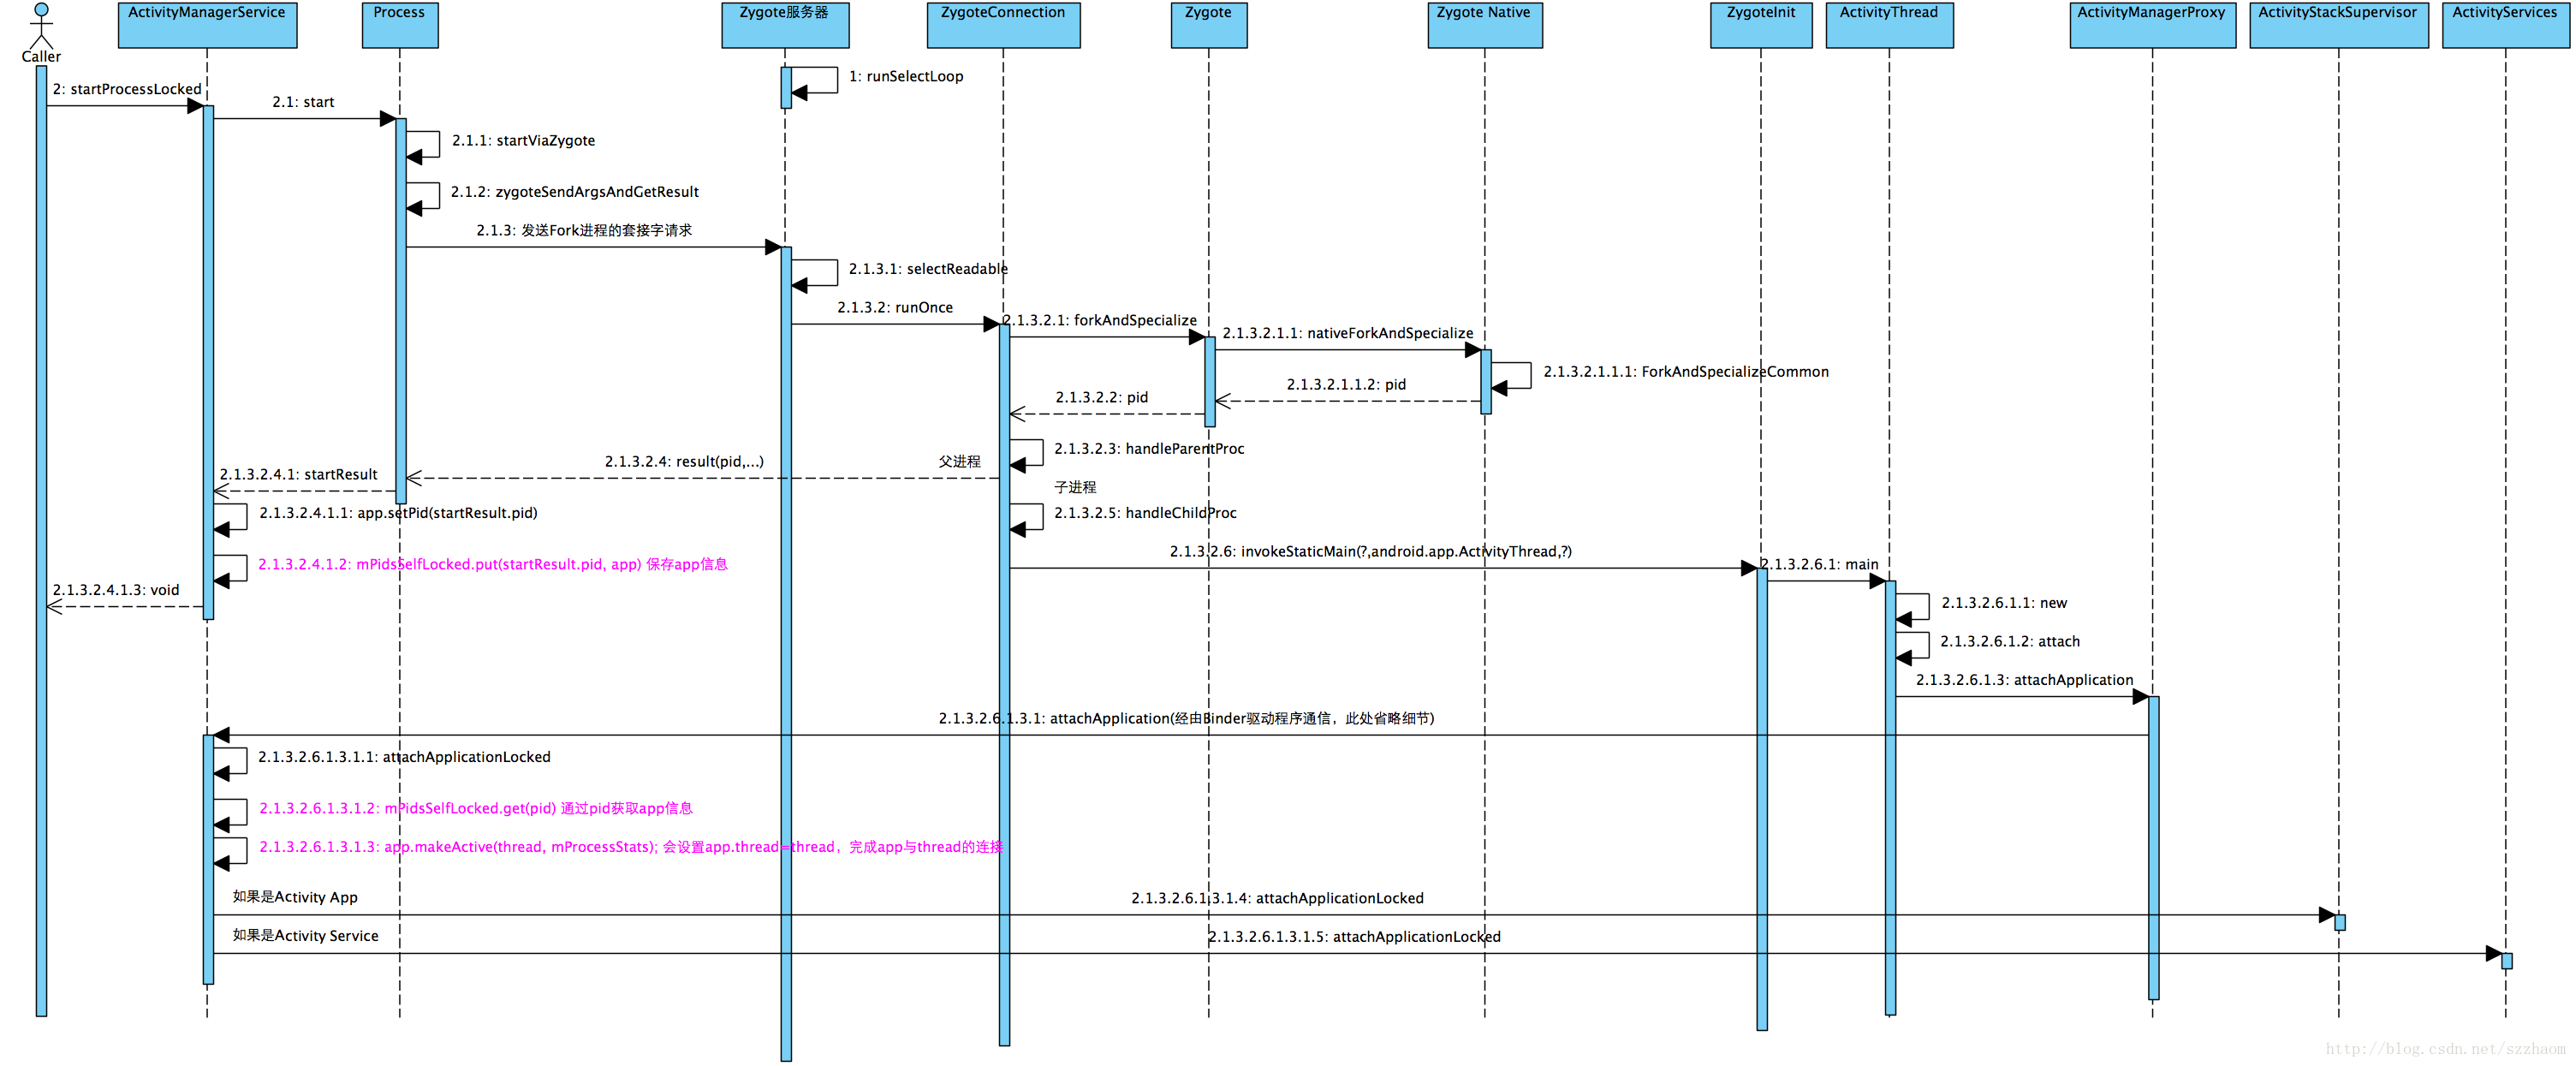 Caller
ActivityManagerService
Process
Zygote服务器
ZygoteConnection
Zygote
Zygote Native
ZygoteInit
ActivityThread
ActivityManagerProxy
ActivityStackSupervisor
ActivityServices
1: runSelectLoop
2: startProcessLocked
2.1: start
2.1.1: startViaZygote
2.1.2: zygoteSendArgsAndGetResult
2.1.3: 发送Fork进程的套接字请求
2.1.3.1: selectReadable
2.1.3.2: runOnce
2.1.3.2.1: forkAndSpecialize
2.1.3.2.1.1: nativeForkAndSpecialize
2.1.3.2.1.1.1: ForkAndSpecializeCommon
2.1.3.2.1.1.2: pid
2.1.3.2.2: pid
2.1.3.2.3: handleParentProc
父进程
2.1.3.2.4: result(pid,...)
2.1.3.2.4.1: startResult
子进程
2.1.3.2.4.1.1: app.setPid(startResult.pid)
2.1.3.2.5: handleChildProc
2.1.3.2.6: invokeStaticMain(?,android.app.ActivityThread,?)
2.1.3.2.4.1.2: mPidsSelfLocked.put(startResult.pid, app) 保存app信息
2.1.3.2.6.1: main
2.1.3.2.4.1.3: void
2.1.3.2.6.1.1: new
2.1.3.2.6.1.2: attach
2.1.3.2.6.1.3: attachApplication
2.1.3.2.6.1.3.1: attachApplication(经由Binder驱动程序通信，此处省略细节)
2.1.3.2.6.1.3.1.1: attachApplicationLocked
2.1.3.2.6.1.3.1.2: mPidsSelfLocked.get(pid) 通过pid获取app信息
2.1.3.2.6.1.3.1.3: app.makeActive(thread, mProcessStats); 会设置app.thread=thread，完成app与thread的连接
如果是Activity App
2.1.3.2.6.1.3.1.4: attachApplicationLocked
如果是Activity Service
2.1.3.2.6.1.3.1.5: attachApplicationLocked
http://blog.csdn.net/szzhaom